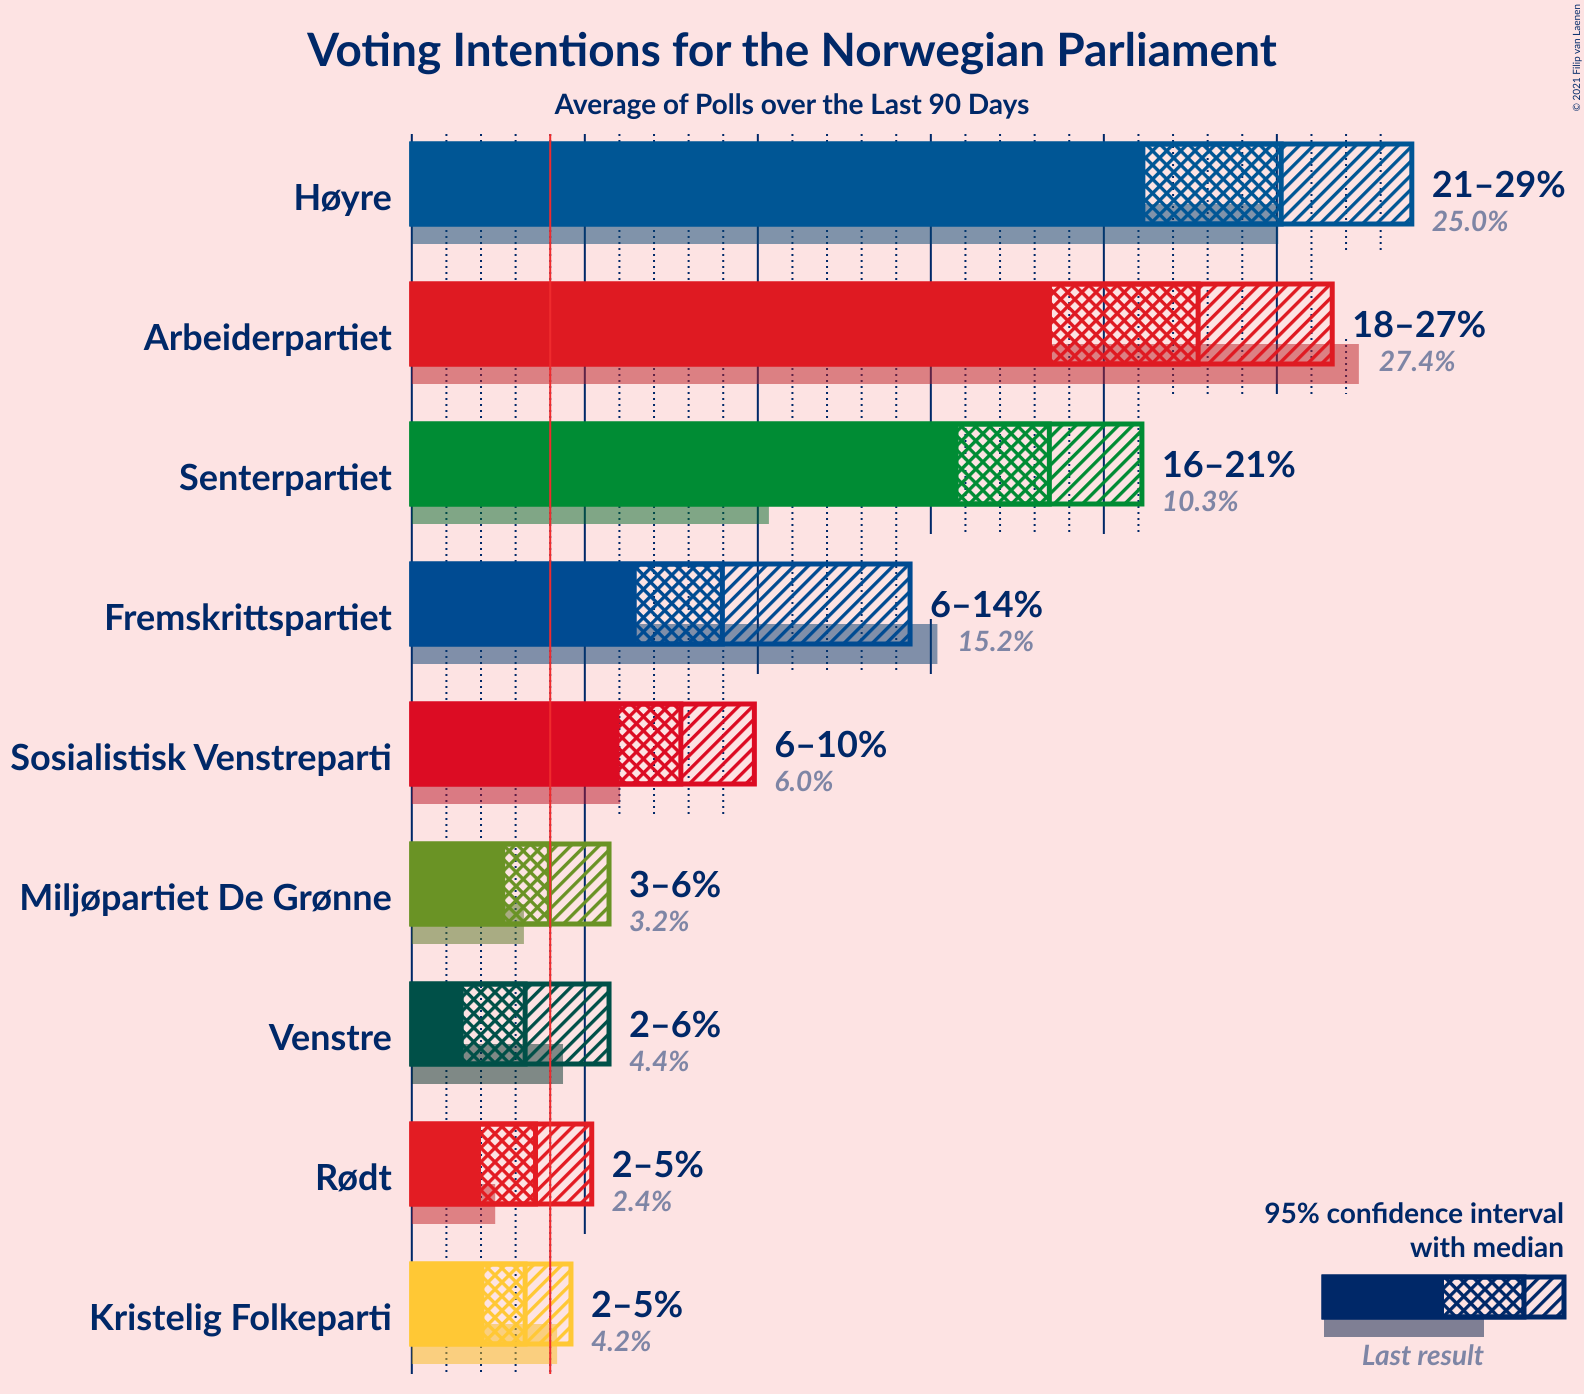 Voting Intentions for the Norwegian Parliament
Average of Polls over the Last 90 Days
© 2021 Filip van Laenen
Høyre
21–29%
25.0%
Arbeiderpartiet
18–27%
27.4%
Senterpartiet
16–21%
10.3%
Fremskrittspartiet
6–14%
15.2%
Sosialistisk Venstreparti
6–10%
6.0%
Miljøpartiet De Grønne
3–6%
3.2%
Venstre
2–6%
4.4%
Rødt
2–5%
2.4%
Kristelig Folkeparti
2–5%
4.2%
95% confidence interval
with median
Last result